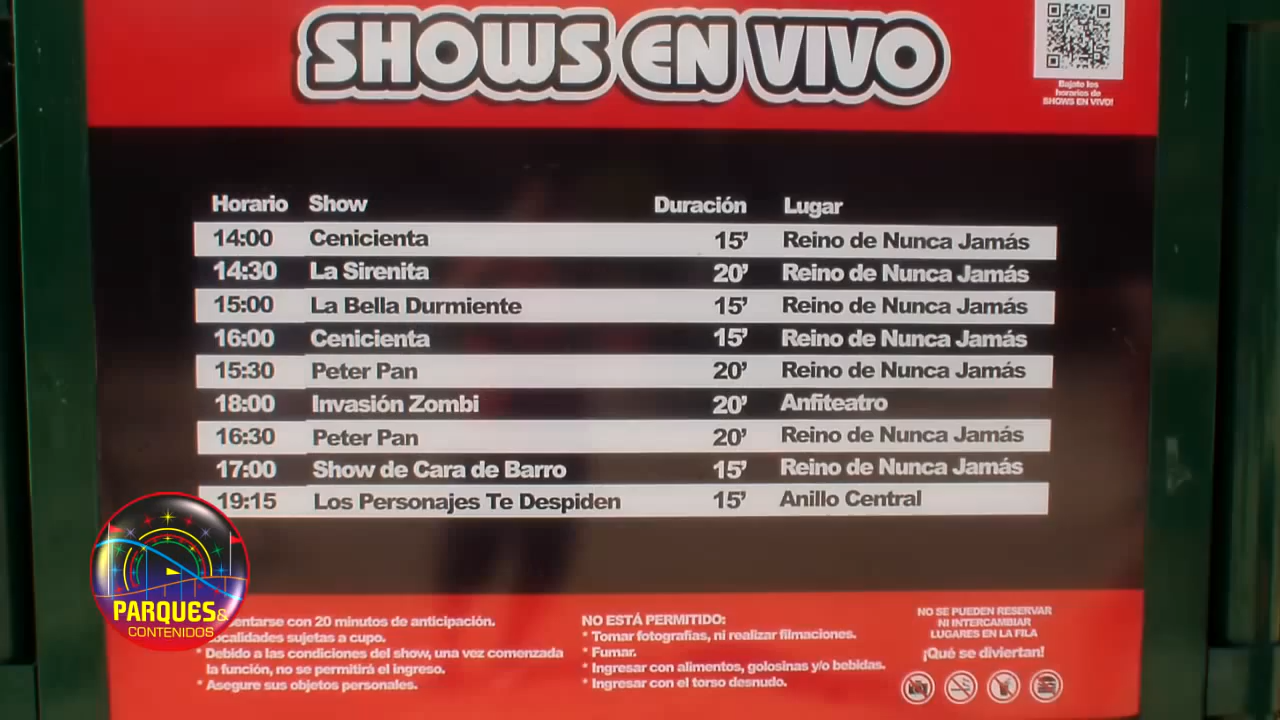 SHOWS EN VIVO
Bajate los
horarios de
SHOWS EN VIVO!
Horario Show Duración Lugar
14:00 Cenicienta 15’ Reino de Nunca Jamás
14:30 La Sirenita 20’ Reino de Nunca Jamás
15:00 La Bella Durmiente 15’ Reino de Nunca Jamás
16:00 Cenicienta 15’ Reino de Nunca Jamás
15:30 Peter Pan 20’ Reino de Nunca Jamás
18:00 Invasión Zombi 20’ Anfiteatro
16:30 Peter Pan 20’ Reino de Nunca Jamás
17:00 Show de Cara de Barro 15’ Reino de Nunca Jamás
19:15 Los Personajes Te Despiden 15’ Anillo Central
PARQUES&
CONTENIDOS
con 20 minutos de anticipación.
sujetas a cupo.
* Debido a las condiciones del show, una vez comenzada
la función, no se permitirá el ingreso.
* Asegure sus objetos personales.
NO ESTÁ PERMITIDO:
* Tomar fotografías, ni realizar filmaciones.
* Fumar.
* Ingresar con alimentos, golosinas y/o bebidas.
* Ingresar con el torso desnudo.
NO SE PUEDEN RESERVAR
NI INTERCAMBIAR
LUGARES EN LA FILA
¡Qué se diviertan!